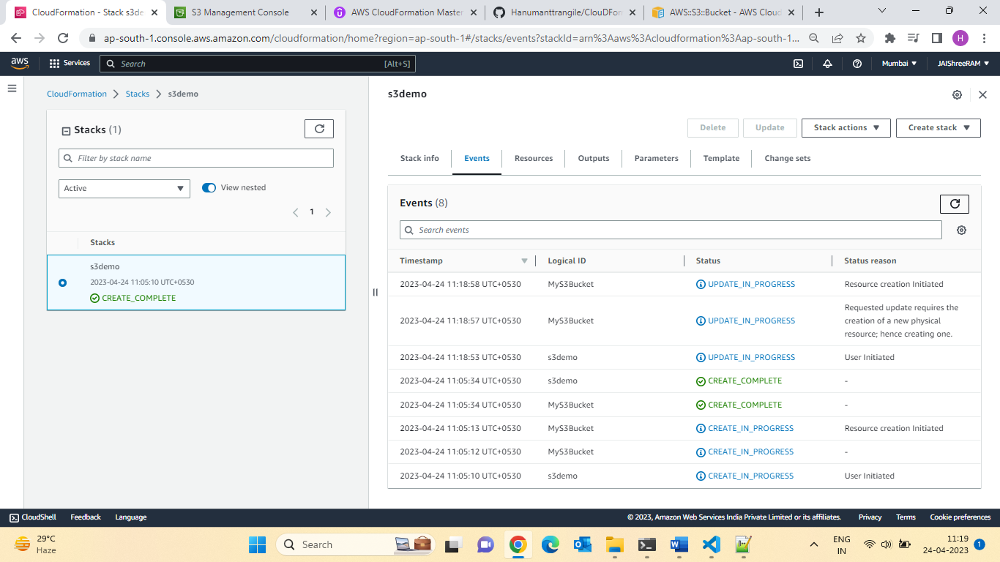 CloudFormation - Stack s3de
S3 Management Console
AWS CloudFormation Master
Hanumanttrangile/CloudDForm
AWS::S3::Bucket - AWS Cloud
ap-south-1.console.aws.amazon.com/cloudformation/home?region=ap-south-1#/stacks/events?stackId=arn%3Aaws%3Acloudformation%3Aap-south-1...
H
aws
Services
Search
[Alt+S]
Mumbai
JAIShreeRAM
CloudFormation
Stacks
s3demo
Stacks (1)
Filter by stack name
Active
View nested
1
Stacks
s3demo
2023-04-24 11:05:10 UTC+0530
CREATE_COMPLETE
s3demo
Delete
Update
Stack actions
Create stack
Stack info
Events
Resources
Outputs
Parameters
Template
Change sets
Events (8)
Search events
Timestamp Logical ID Status Status reason
2023-04-24 11:18:58 UTC+0530 MyS3Bucket UPDATE_IN_PROGRESS Resource creation Initiated
2023-04-24 11:18:57 UTC+0530 MyS3Bucket UPDATE_IN_PROGRESS Requested update requires the
creation of a new physical
resource; hence creating one.
2023-04-24 11:18:53 UTC+0530 s3demo UPDATE_IN_PROGRESS User Initiated
2023-04-24 11:05:34 UTC+0530 s3demo CREATE_COMPLETE -
2023-04-24 11:05:34 UTC+0530 MyS3Bucket CREATE_COMPLETE -
2023-04-24 11:05:13 UTC+0530 MyS3Bucket CREATE_IN_PROGRESS Resource creation Initiated
2023-04-24 11:05:12 UTC+0530 MyS3Bucket CREATE_IN_PROGRESS -
2023-04-24 11:05:10 UTC+0530 s3demo CREATE_IN_PROGRESS User Initiated
CloudShell
Feedback
Language
© 2023, Amazon Web Services India Private Limited or its affiliates.
Privacy
Terms
Cookie preferences
29°C
Haze
Search
ENG
IN
11:19
24-04-2023
1